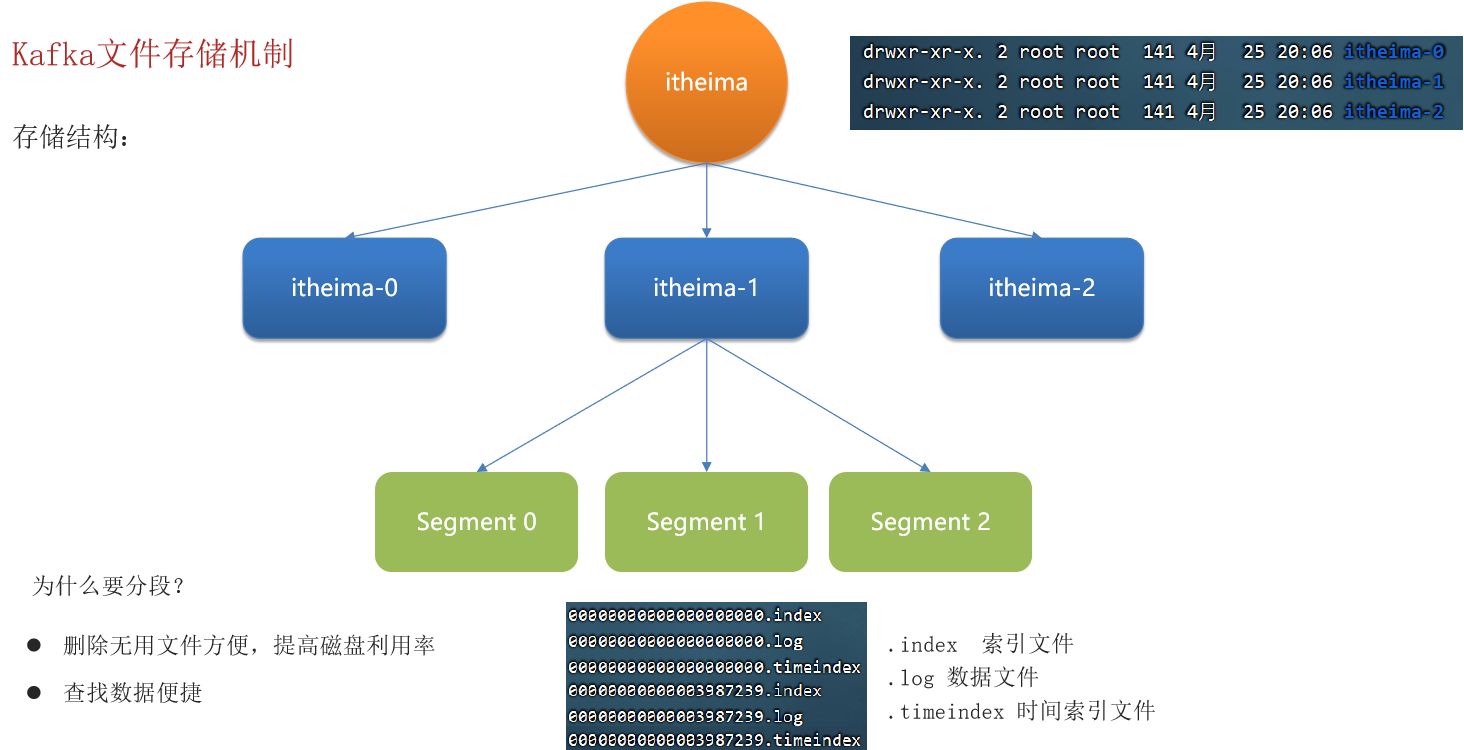 Kafka文件存储机制
存储结构：
itheima
drwxr-xr-x. 2 root root 141 4月 25 20:06 itheima-0
drwxr-xr-x. 2 root root 141 4月 25 20:06 itheima-1
drwxr-xr-x. 2 root root 141 4月 25 20:06 itheima-2
itheima-0
itheima-1
itheima-2
Segment 0
Segment 1
Segment 2
为什么要分段？
● 删除无用文件方便，提高磁盘利用率
● 查找数据便捷
00000000000000000000.index
00000000000000000000.log
00000000000000000000.timeindex
00000000000003987239.index
00000000000003987239.log
00000000000003987239.timeindex
.index 索引文件
.log 数据文件
.timeindex 时间索引文件